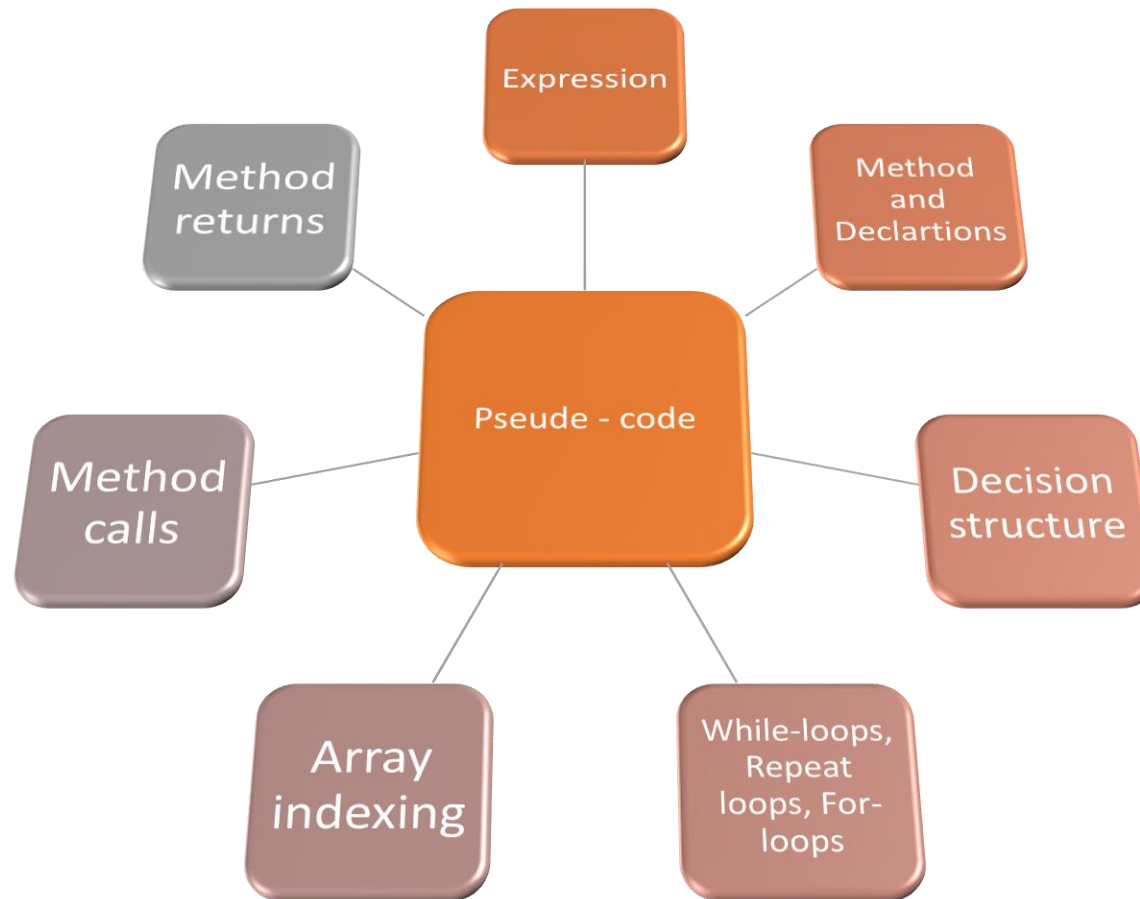 Expression
Method
and
Declartions
Decision
structure
While-loops,
Repeat
loops, For-
loops
Array
indexing
Method
calls
Method
returns
Pseude - code